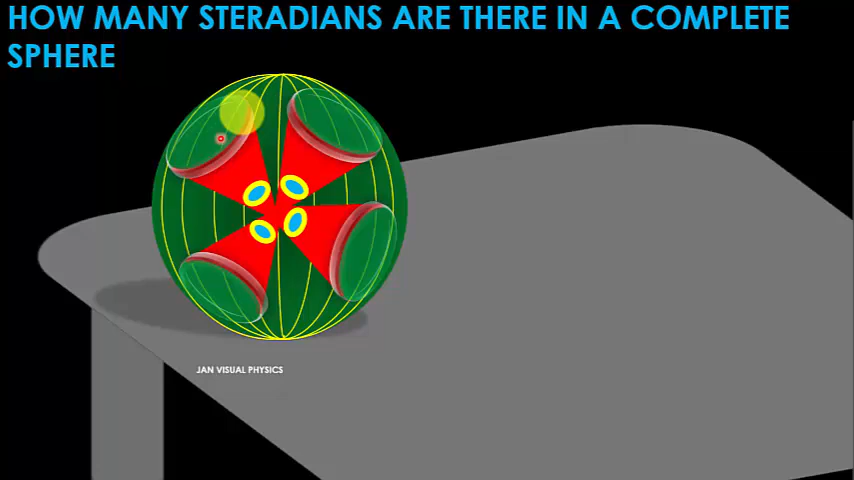 HOW MANY STERADIANS ARE THERE IN A COMPLETE
SPHERE
JAN VISUAL PHYSICS